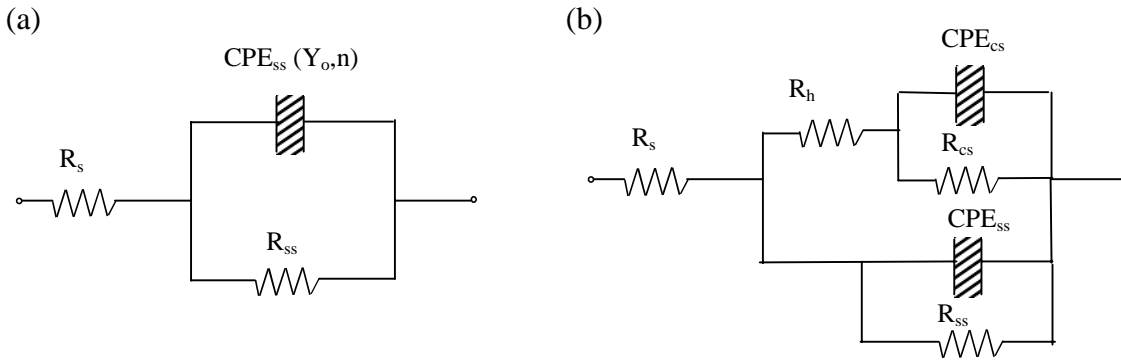 (a)
CPEss (Yo,n)
Rs
Rss
(b)
CPEcs
Rh
Rs
Rcs
CPEss
Rss